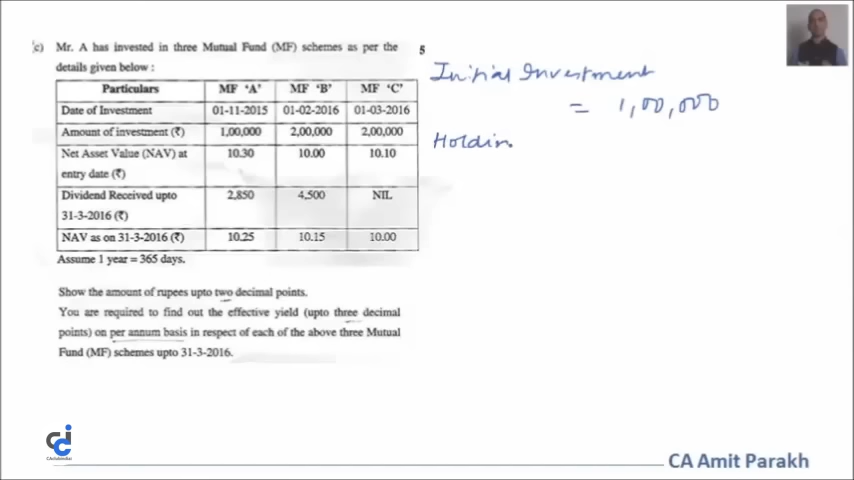 c) Mr. A has invested in three Mutual Fund (MF) schemes as per the
details given below :
5
Particulars MF 'A' MF 'B' MF 'C'
Date of Investment 01-11-2015 01-02-2016 01-03-2016
Amount of investment (₹) 1,00,000 2,00,000 2,00,000
Net Asset Value (NAV) at 10.30 10.00 10.10
entry date (₹)
Dividend Received upto 2,850 4,500 NIL
31-3-2016 (₹)
NAV as on 31-3-2016 (₹) 10.25 10.15 10.00
Assume 1 year = 365 days.
Show the amount of rupees upto two decimal points.
You are required to find out the effective yield (upto three decimal
points) on per annum basis in respect of each of the above three Mutual
Fund (MF) schemes upto 31-3-2016.
Initial Investment
= 1,00,000
Holdin
CA Amit Parakh